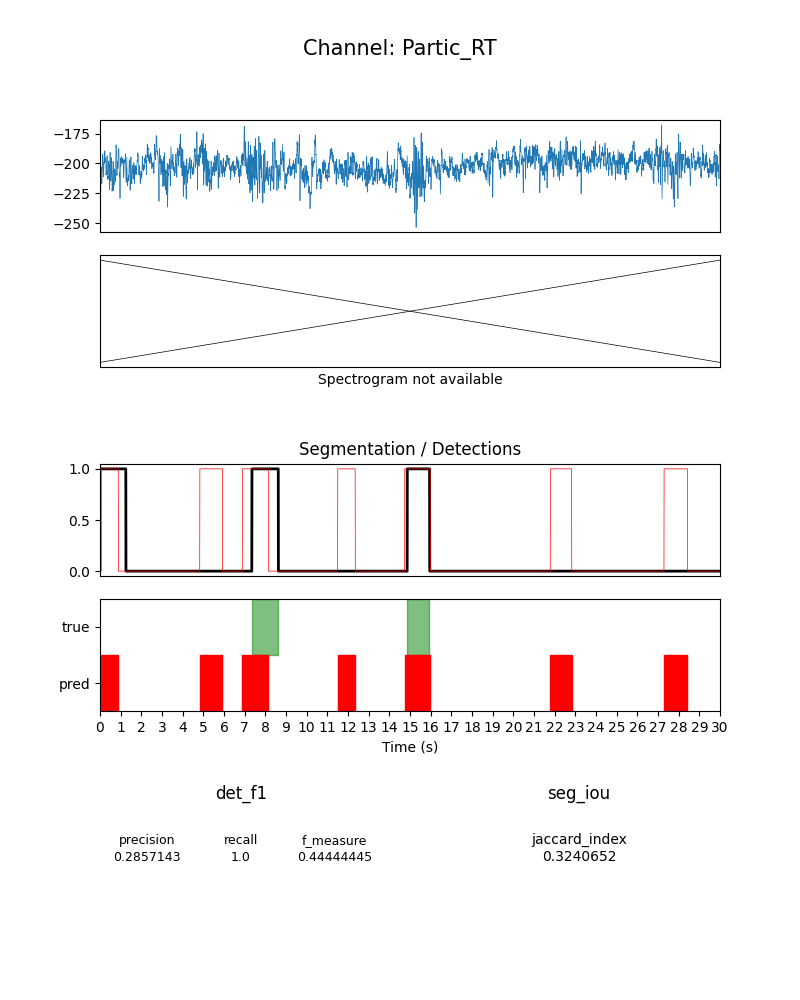 Channel: Partic_RT
−175
−200
−225
−250
Spectrogram not available
Segmentation / Detections
1.0
0.5
0.0
true
pred
0 1 2 3 4 5 6 7 8 9 10 11 12 13 14 15 16 17 18 19 20 21 22 23 24 25 26 27 28 29 30
Time (s)
det_f1 seg_iou
precision recall f_measure jaccard_index
0.2857143 1.0 0.44444445 0.3240652